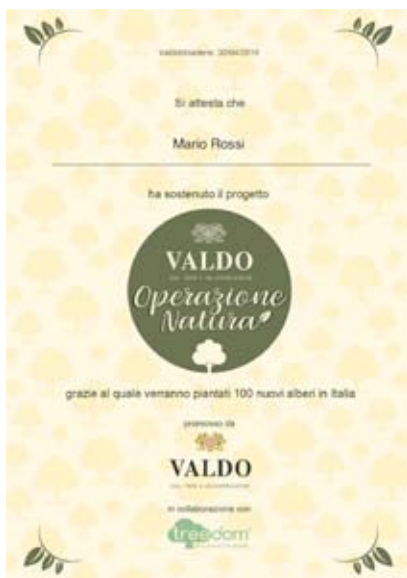 Si attesta che
Mario Rossi
ha sostenuto il progetto
VALDO
Operazione
Natura
grazie al quale verranno piantati 100 nuovi alberi in Italia
promosso da
VALDO
in collaborazione con
treedom